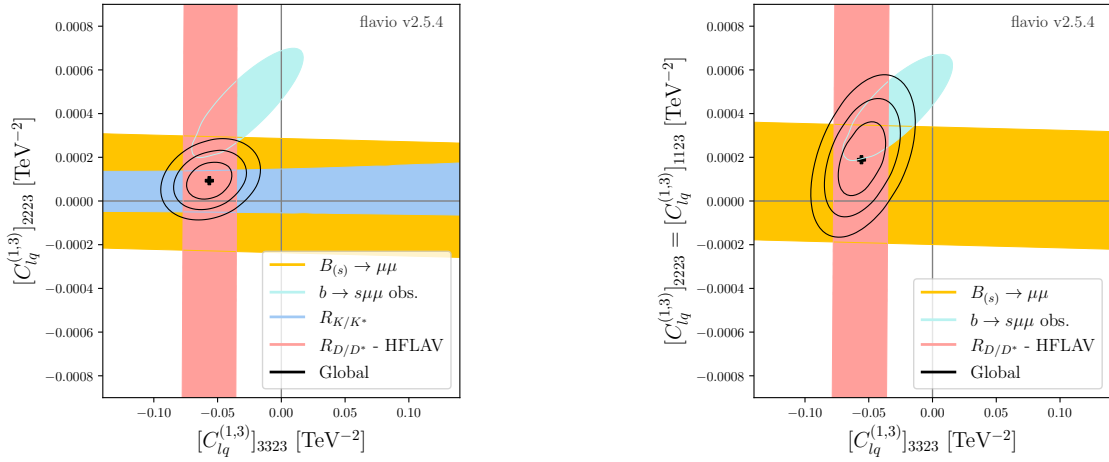 flavio v2.5.4
0.0008
0.0006
0.0004
0.0002
0.0000
−0.0002
−0.0004
−0.0006
−0.0008
[C_{lq}^{(1,3)}]_{2223} [TeV^{−2}]
B_{(s)} → μμ
b → sμμ obs.
R_{K/K*}
R_{D/D*} - HFLAV
Global
−0.10 −0.05 0.00 0.05 0.10
[C_{lq}^{(1,3)}]_{3323} [TeV^{−2}]
flavio v2.5.4
0.0008
0.0006
0.0004
0.0002
0.0000
−0.0002
−0.0004
−0.0006
−0.0008
[C_{lq}^{(1,3)}]_{2223} = [C_{lq}^{(1,3)}]_{1123} [TeV^{−2}]
B_{(s)} → μμ
b → sμμ obs.
R_{D/D*} - HFLAV
Global
−0.10 −0.05 0.00 0.05 0.10
[C_{lq}^{(1,3)}]_{3323} [TeV^{−2}]